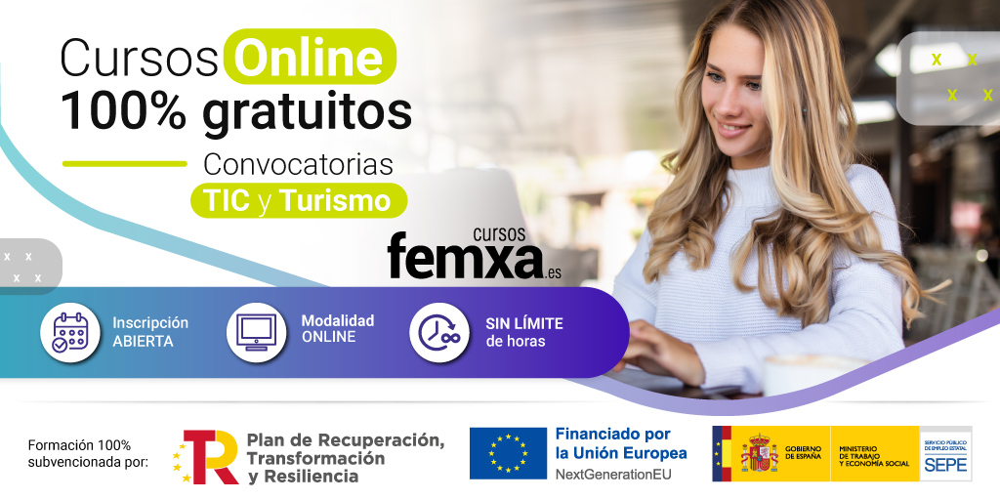 Cursos Online
100% gratuitos
Convocatorias
TIC y Turismo
cursos
femxa.es
x x
x x
x x
x x
Inscripción
ABIERTA
Modalidad
ONLINE
SIN LÍMITE
de horas
Formación 100%
subvencionada por:
R
Plan de Recuperación,
Transformación
y Resiliencia
Financiado por
la Unión Europea
NextGenerationEU
GOBIERNO
DE ESPAÑA
MINISTERIO
DE TRABAJO
Y ECONOMÍA SOCIAL
SERVICIO PÚBLICO
DE EMPLEO ESTATAL
SEPE